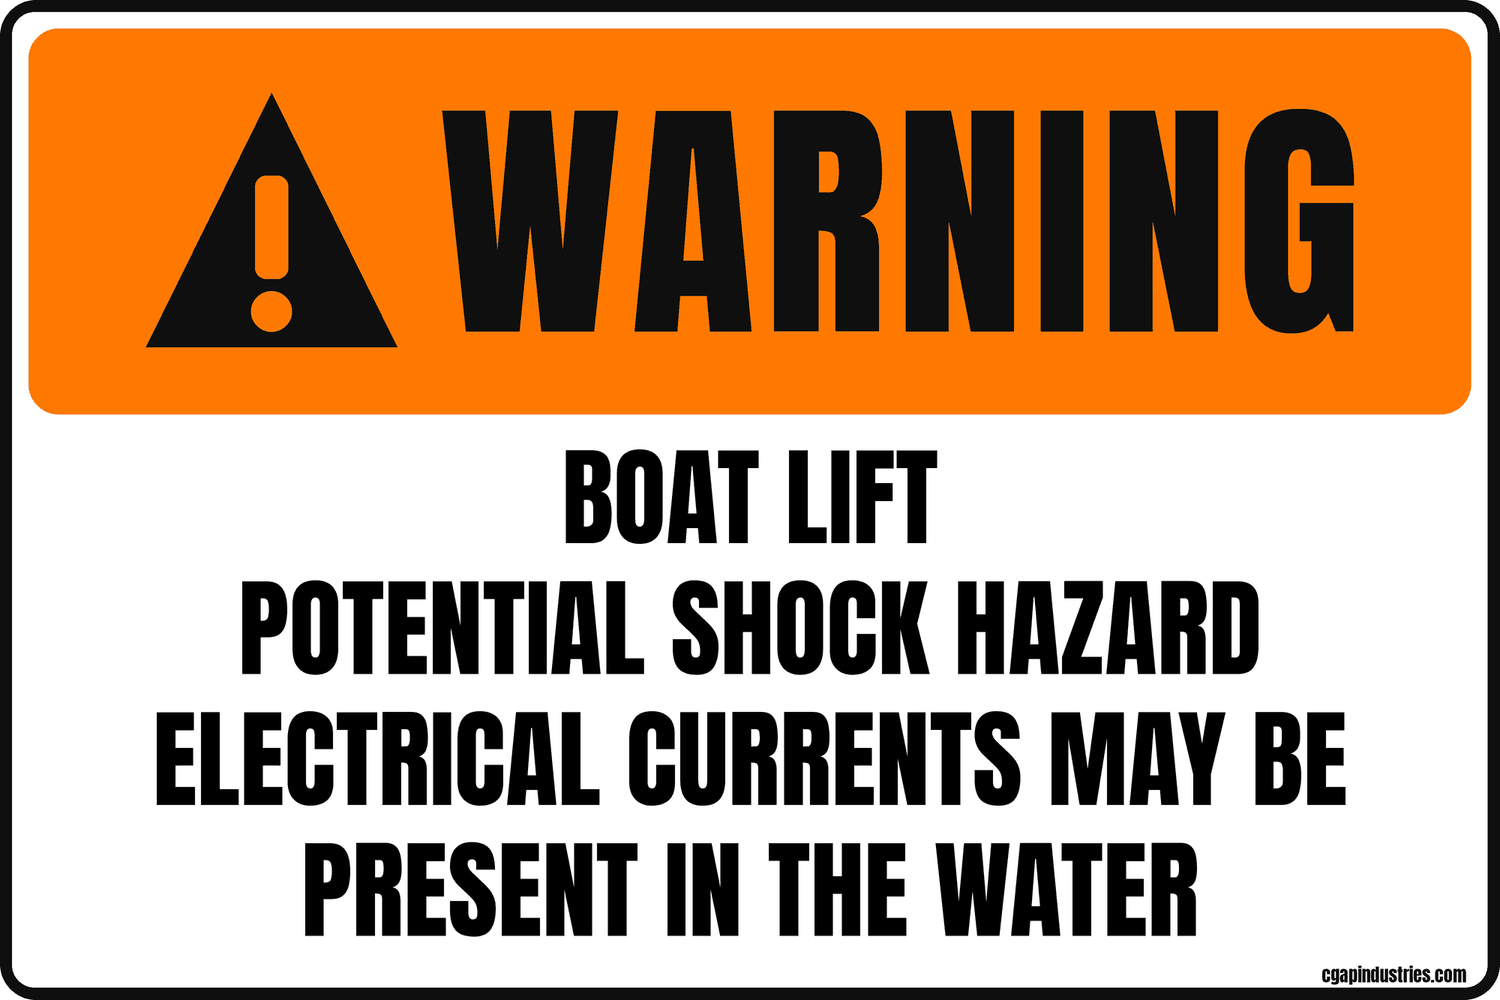 WARNING
BOAT LIFT
POTENTIAL SHOCK HAZARD
ELECTRICAL CURRENTS MAY BE
PRESENT IN THE WATER
cgapindustries.com